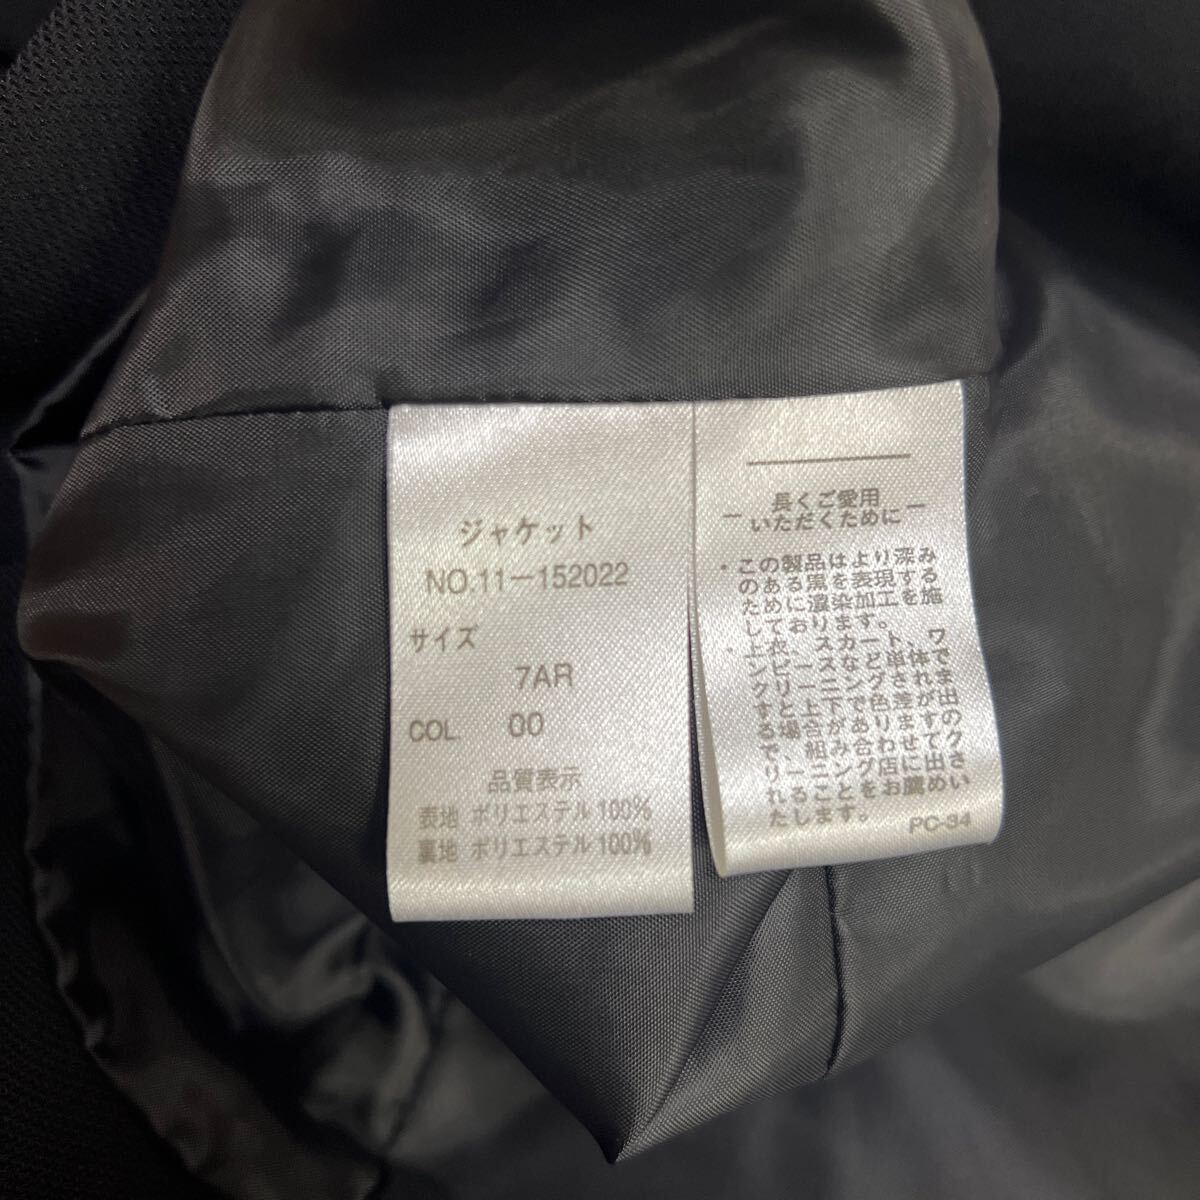 ジャケット
NO.11－152022
サイズ
7AR
COL 00
品質表示
表地 ポリエステル 100%
裏地 ポリエステル 100%
長くご愛用
いただくために
・この製品はより深み
のある黒を表現する
ために濃染加工を施
しております。
・上衣、スカート、ワ
ンピースなど単体で
クリーニングされま
すると、上下で色差が出
る場合がありますの
で、組み合わせてク
リーニング店にお出さ
れることをお薦めい
たします。
PC-34